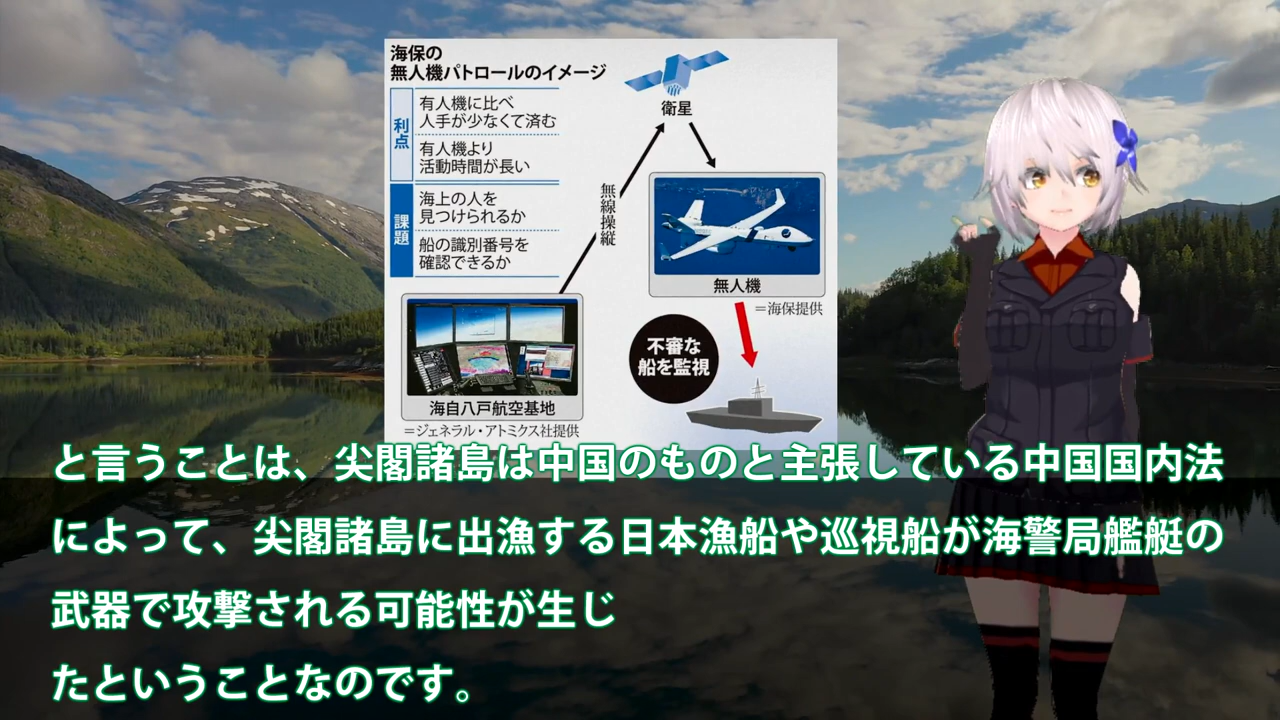 海保の
無人機パトロールのイメージ
利点
有人機に比べ
人手が少なくて済む
有人機より
活動時間が長い
課題
海上の人を
見つけられるか
船の識別番号を
確認できるか
衛星
無線操縦
無人機
＝海保提供
不審な
船を監視
海自八戸航空基地
＝ジェネラル・アトミクス社提供
と言うことは、尖閣諸島は中国のものと主張している中国国内法
によって、尖閣諸島に出漁する日本漁船や巡視船が海警局艦艇の
武器で攻撃される可能性が生じ
たということなのです。